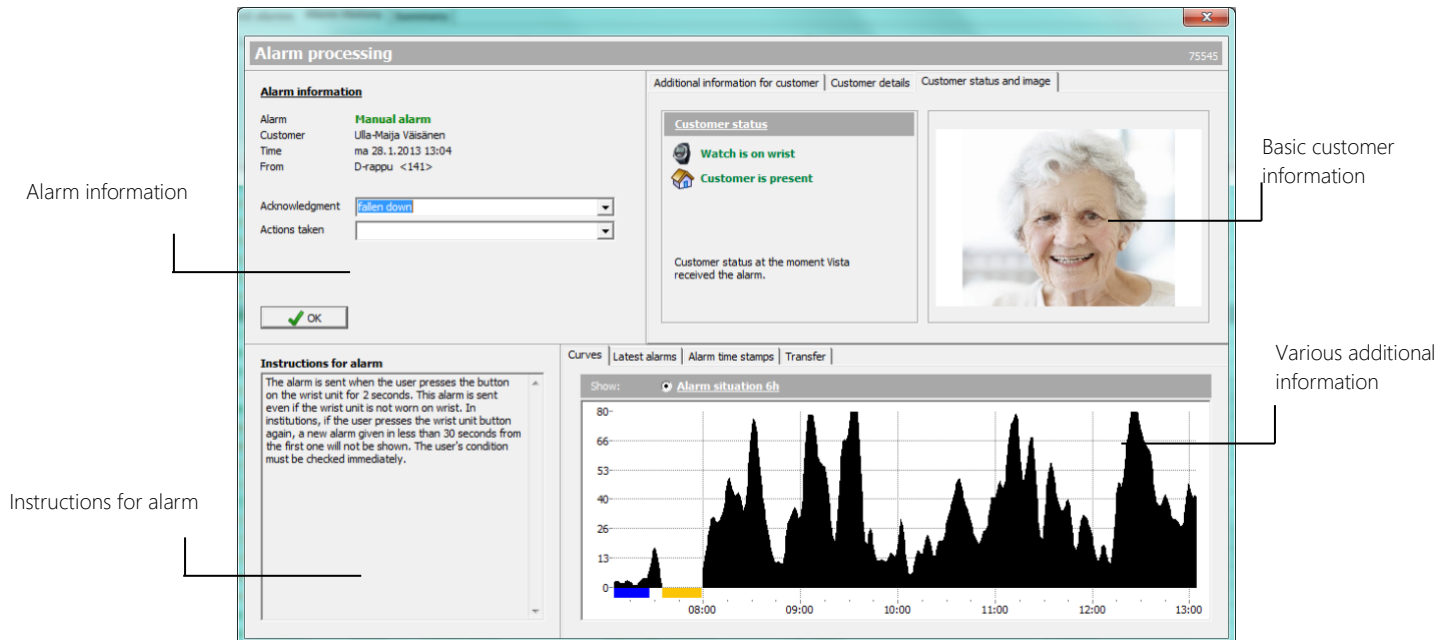 Alarm History
Summary
Alarm processing
75545
Alarm information
Alarm Manual alarm
Customer Ulla-Maija Väisänen
Time ma 28.1.2013 13:04
From D-rappu <141>
Acknowledgment fallen down
Actions taken
OK
Additional information for customer Customer details Customer status and image
Customer status
Watch is on wrist
Customer is present
Customer status at the moment Vista
received the alarm.
Instructions for alarm
The alarm is sent when the user presses the button
on the wrist unit for 2 seconds. This alarm is sent
even if the wrist unit is not worn on wrist. In
institutions, if the user presses the wrist unit button
again, a new alarm given in less than 30 seconds from
the first one will not be shown. The user's condition
must be checked immediately.
Curves Latest alarms Alarm time stamps Transfer
Show: Alarm situation 6h
80
66
53
40
26
13
0
08:00 09:00 10:00 11:00 12:00 13:00
Alarm information
Instructions for alarm
Basic customer
information
Various additional
information